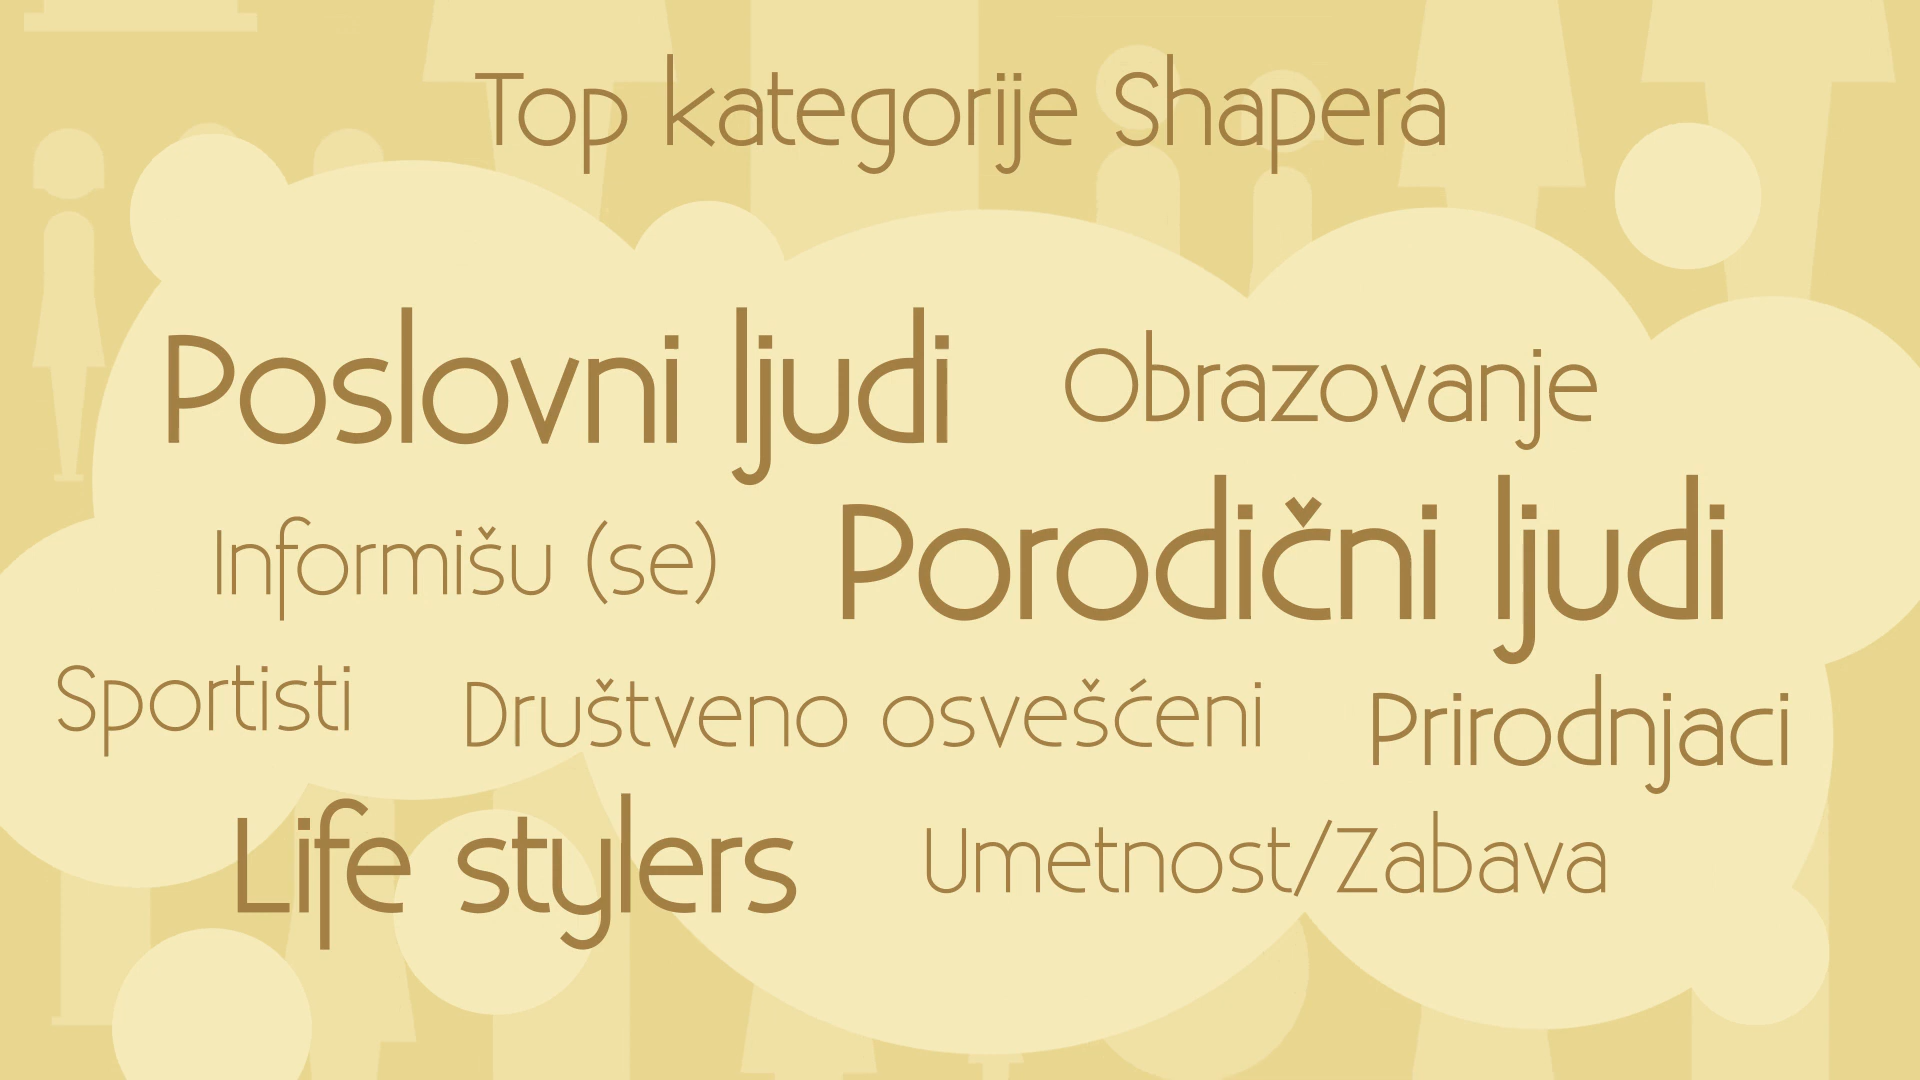 Top kategorije Shapera
Poslovni ljudi
Obrazovanje
Informišu (se)
Porodični ljudi
Sportisti
Društveno osvešćeni
Prirodnjaci
Life stylers
Umetnost/Zabava